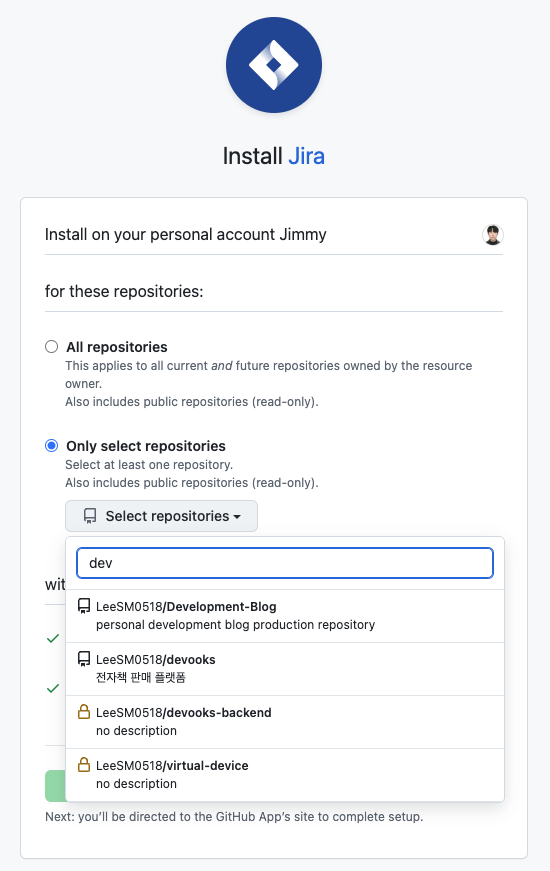 Install Jira
Install on your personal account Jimmy
for these repositories:
All repositories
This applies to all current and future repositories owned by the resource
owner.
Also includes public repositories (read-only).
Only select repositories
Select at least one repository.
Also includes public repositories (read-only).
Select repositories
dev
wit
LeeSM0518/Development-Blog
personal development blog production repository
LeeSM0518/devooks
전자책 판매 플랫폼
LeeSM0518/devooks-backend
no description
LeeSM0518/virtual-device
no description
Next: you’ll be directed to the GitHub App’s site to complete setup.